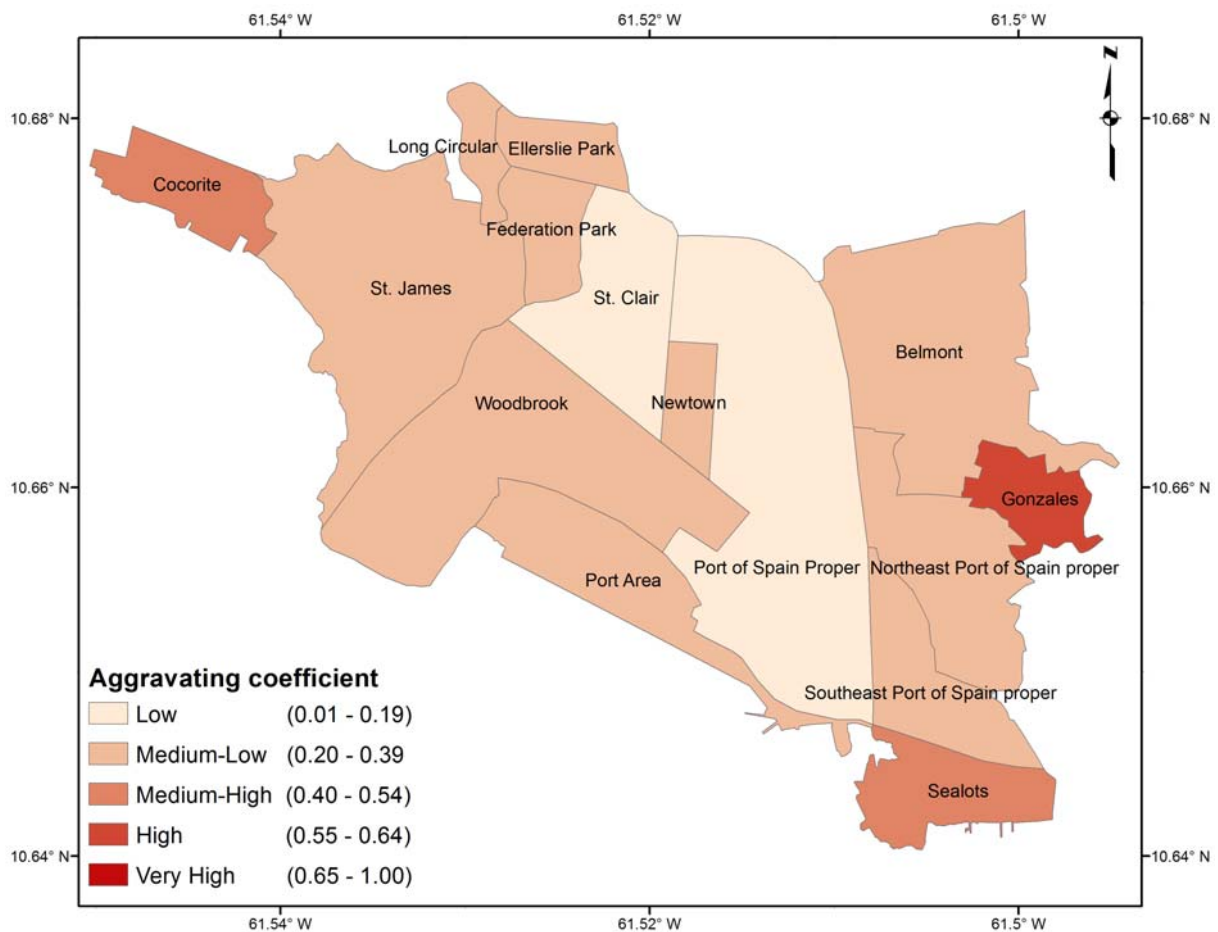 61.54° W
61.52° W
61.5° W
N
10.68° N
10.68° N
Long Circular
Ellerslie Park
Cocorite
Federation Park
St. James
St. Clair
Belmont
Woodbrook
Newtown
10.66° N
Gonzales
10.66° N
Port Area
Port of Spain Proper
Northeast Port of Spain proper
Aggravating coefficient
Southeast Port of Spain proper
Low (0.01 - 0.19)
Medium-Low (0.20 - 0.39
Medium-High (0.40 - 0.54)
Sealots
High (0.55 - 0.64)
10.64° N
10.64° N
Very High (0.65 - 1.00)
61.54° W
61.52° W
61.5° W